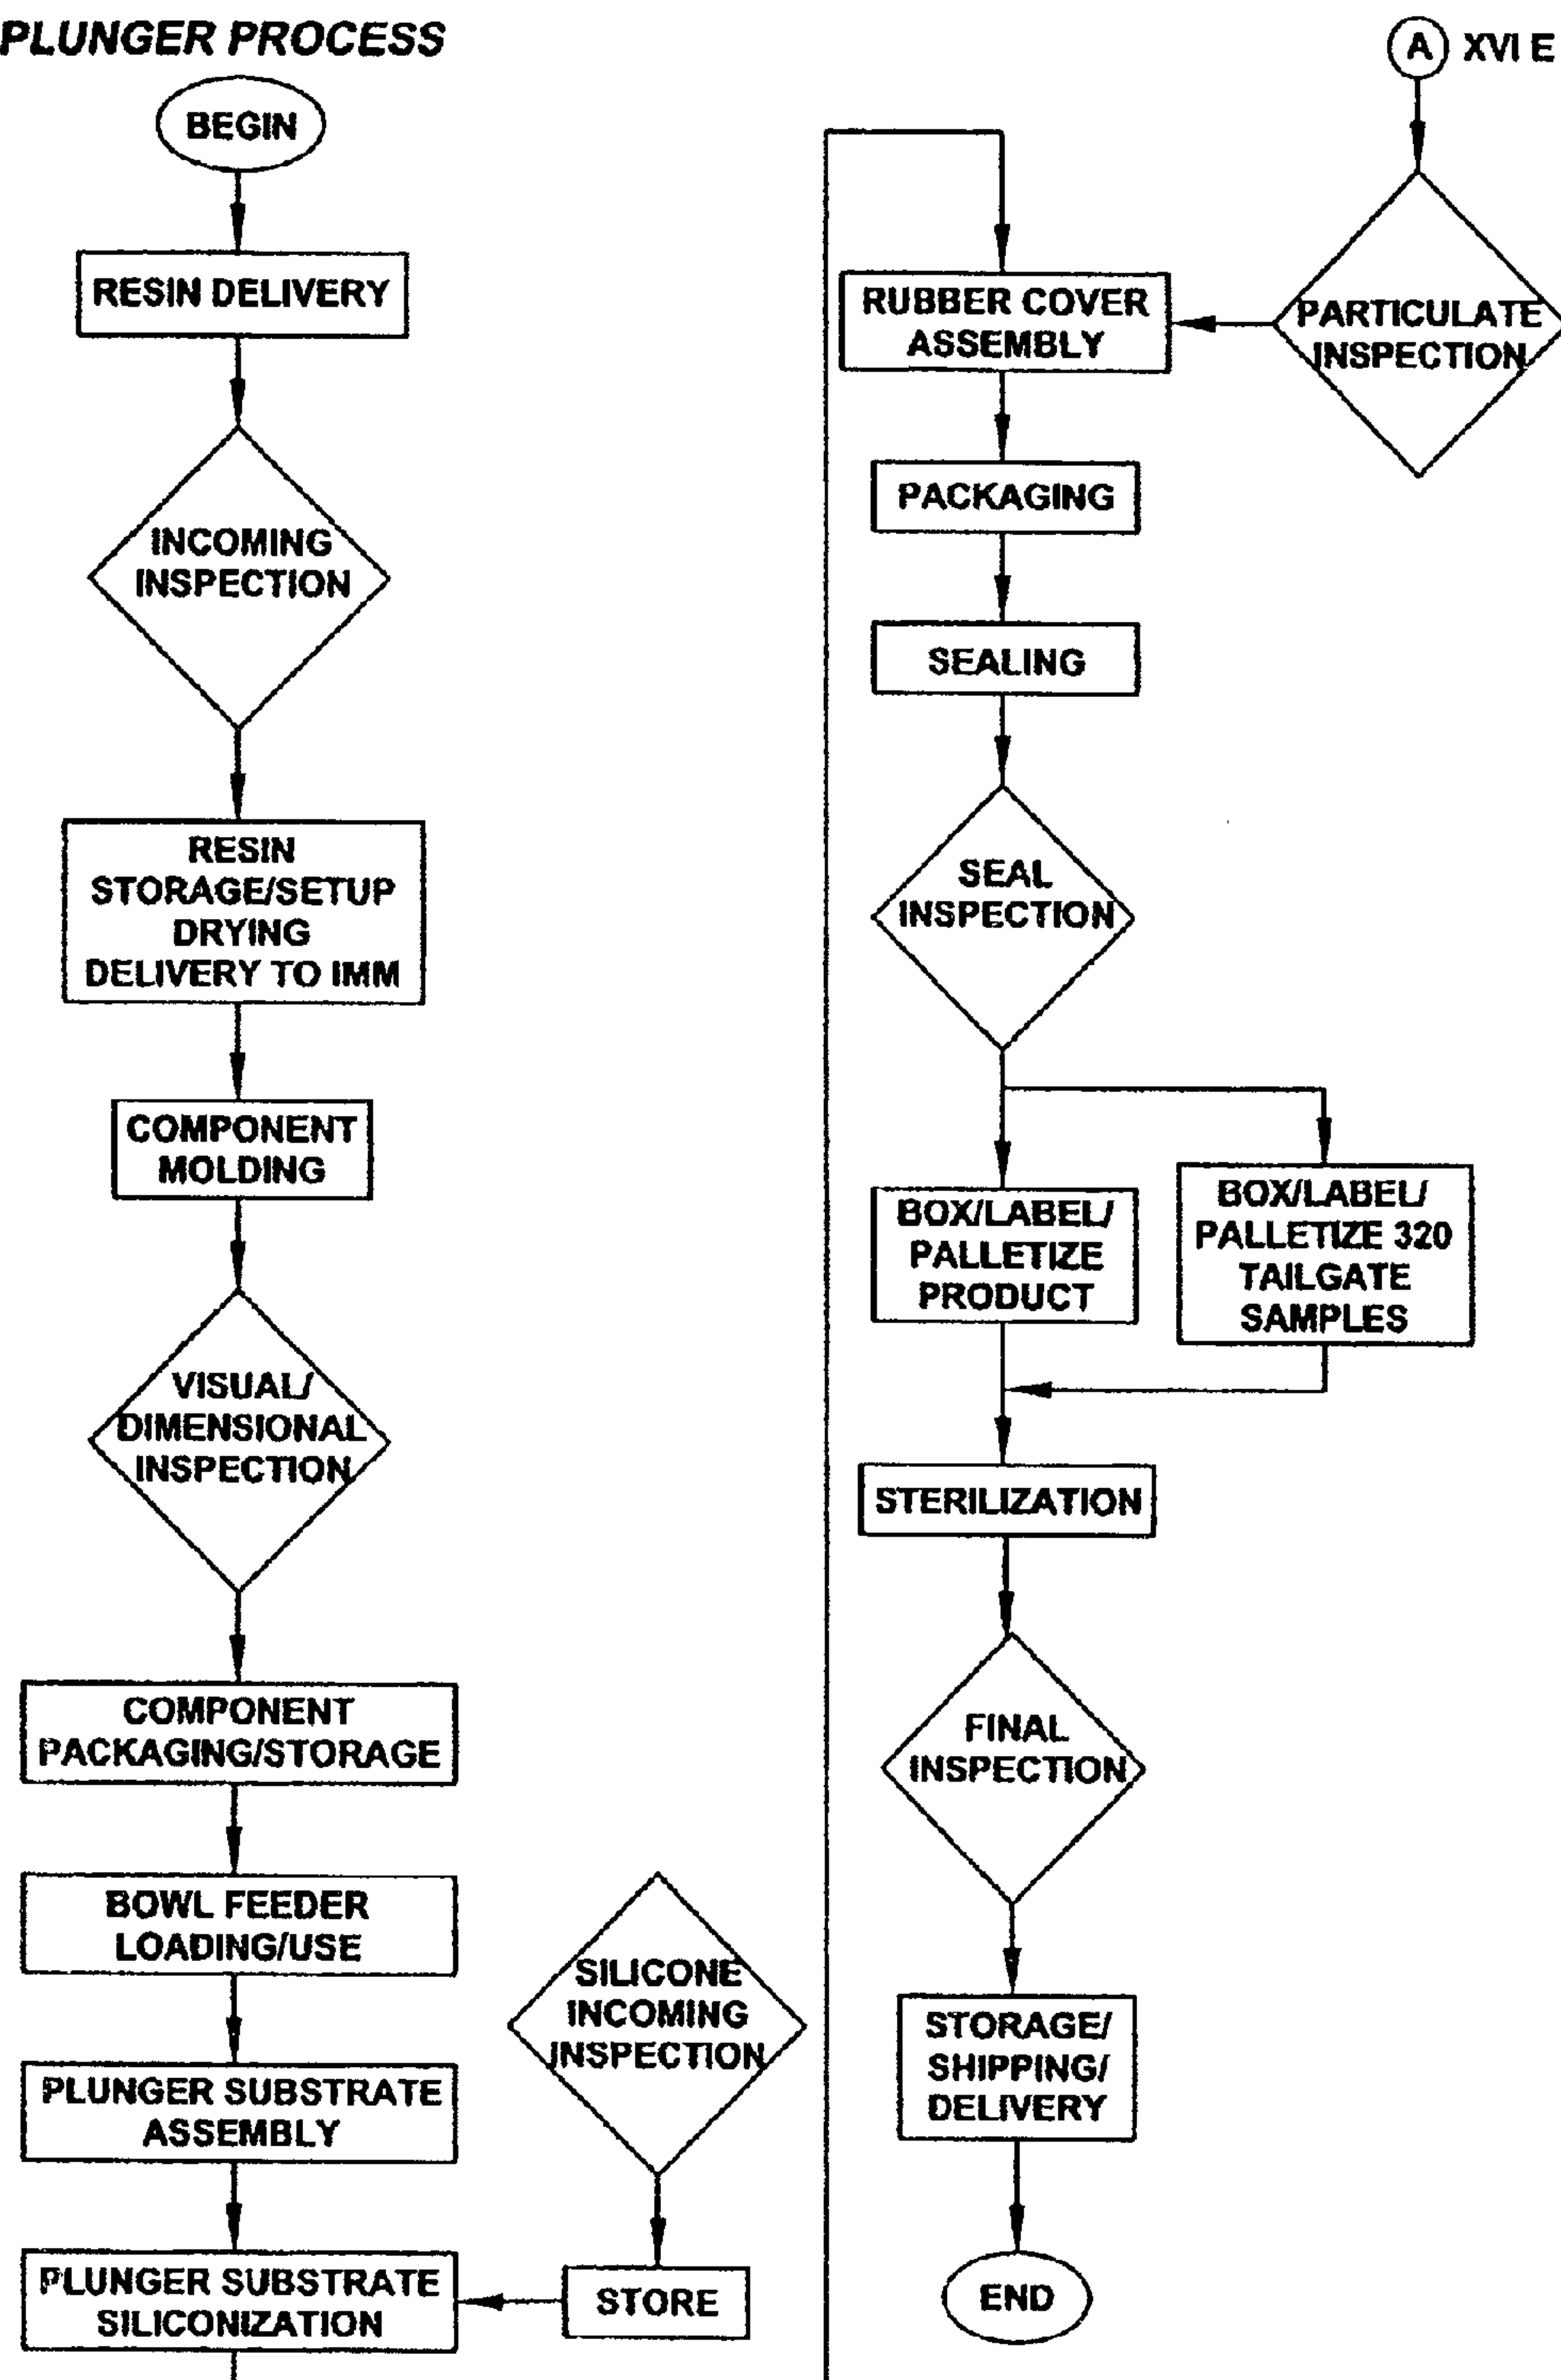 PLUNGER PROCESS
BEGIN
RESIN DELIVERY
INCOMING
INSPECTION
RESIN
STORAGE/SETUP
DRYING
DELIVERY TO IMM
COMPONENT
MOLDING
VISUAL/
DIMENSIONAL
INSPECTION
COMPONENT
PACKAGING/STORAGE
BOWL FEEDER
LOADING/USE
PLUNGER SUBSTRATE
ASSEMBLY
PLUNGER SUBSTRATE
SILICONIZATION
SILICONE
INCOMING
INSPECTION
STORE
A XVI E
PARTICULATE
INSPECTION
RUBBER COVER
ASSEMBLY
PACKAGING
SEALING
SEAL
INSPECTION
BOX/LABEL/
PALLETIZE
PRODUCT
BOX/LABEL/
PALLETIZE 320
TAILGATE
SAMPLES
STERILIZATION
FINAL
INSPECTION
STORAGE/
SHIPPING/
DELIVERY
END